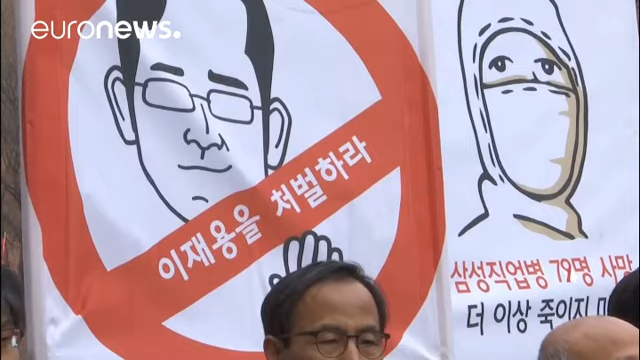 euronews.
이재용을 처벌하라
삼성직업병 79명 사망
더 이상 죽이지